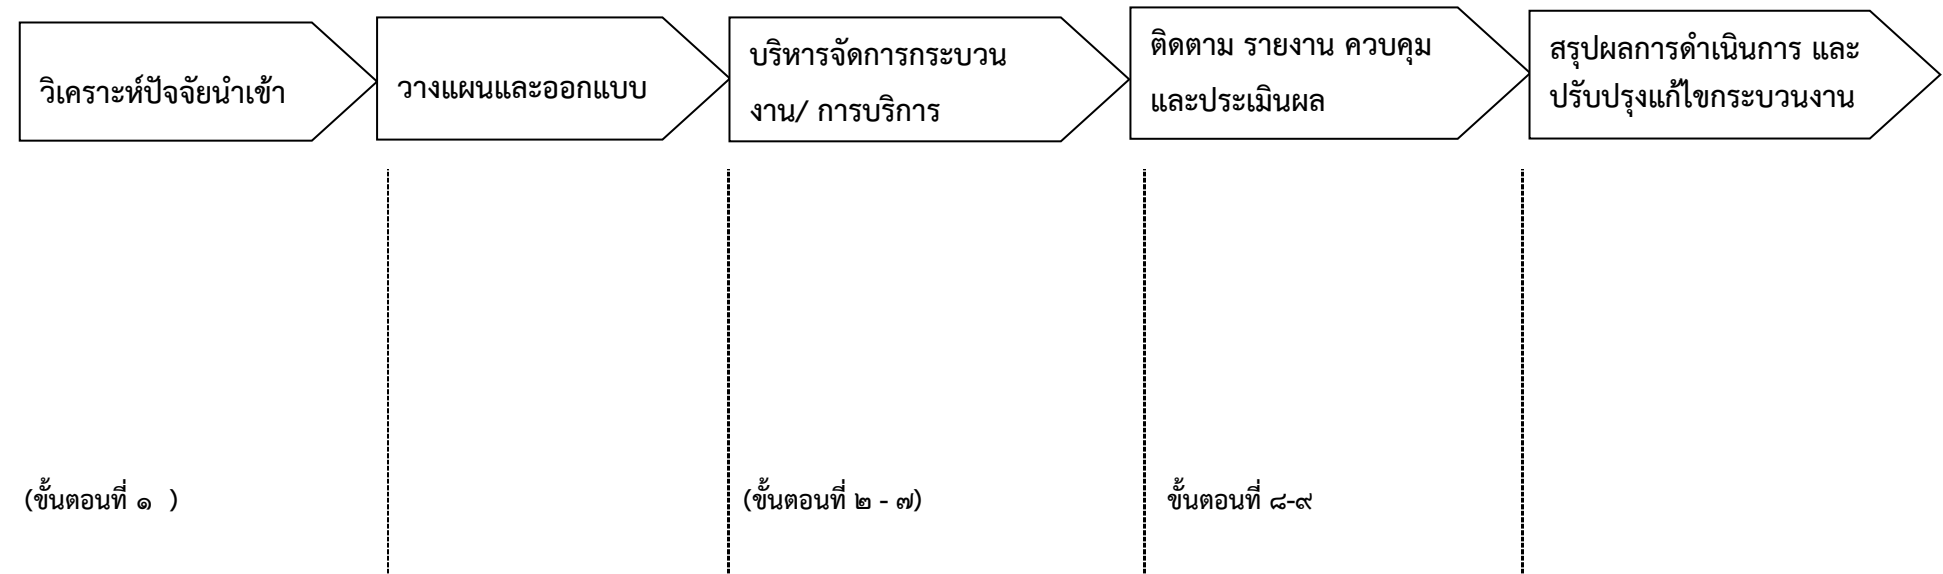 วิเคราะห์ปัจจัยนำเข้า
วางแผนและออกแบบ
บริหารจัดการกระบวน
งาน/ การบริการ
ติดตาม รายงาน ควบคุม
และประเมินผล
สรุปผลการดำเนินการ และ
ปรับปรุงแก้ไขกระบวนงาน
(ขั้นตอนที่ ๑ )
(ขั้นตอนที่ ๒ - ๗)
ขั้นตอนที่ ๘-๙